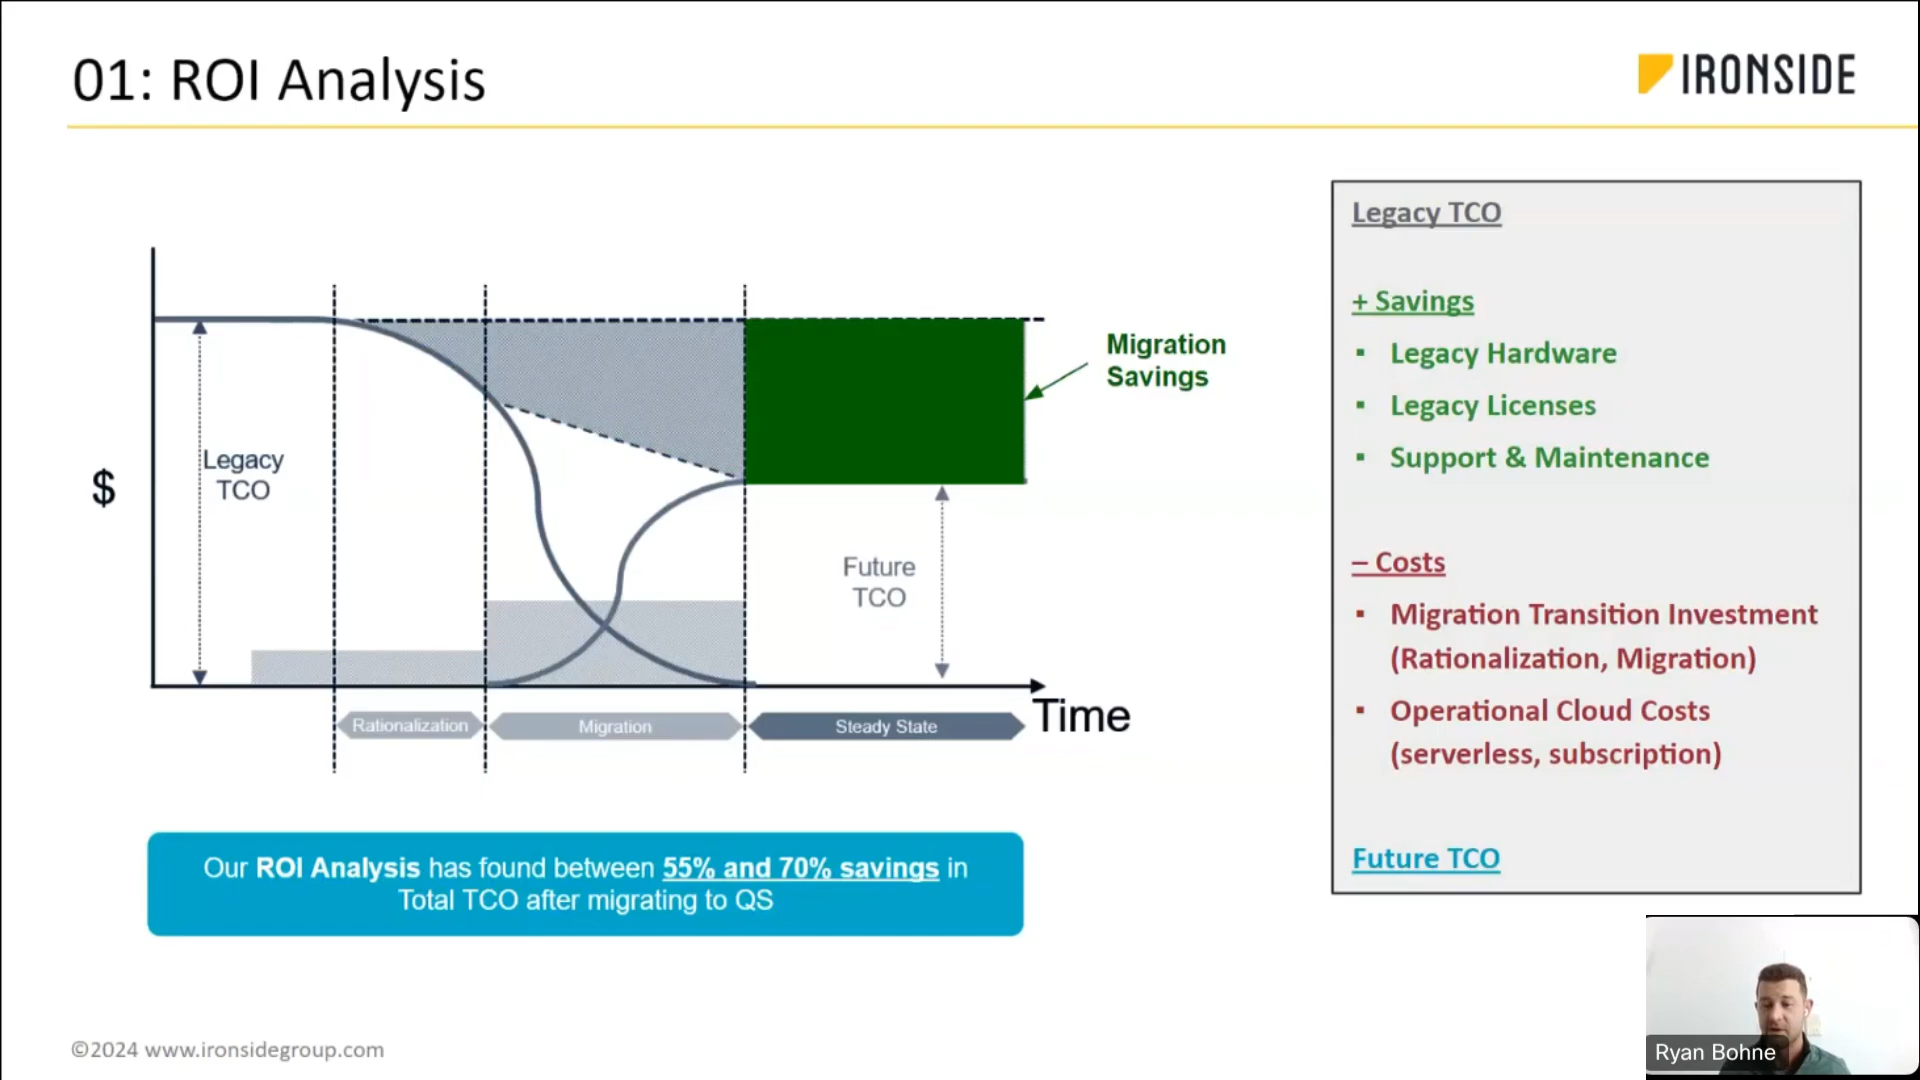 01: ROI Analysis
IRONSIDE
$
Legacy
TCO
Migration
Savings
Future
TCO
Rationalization
Migration
Steady State
Time
Our ROI Analysis has found between 55% and 70% savings in
Total TCO after migrating to QS
Legacy TCO
+ Savings
▪ Legacy Hardware
▪ Legacy Licenses
▪ Support & Maintenance
– Costs
▪ Migration Transition Investment
(Rationalization, Migration)
▪ Operational Cloud Costs
(serverless, subscription)
Future TCO
©2024 www.ironsidegroup.com
Ryan Bohne